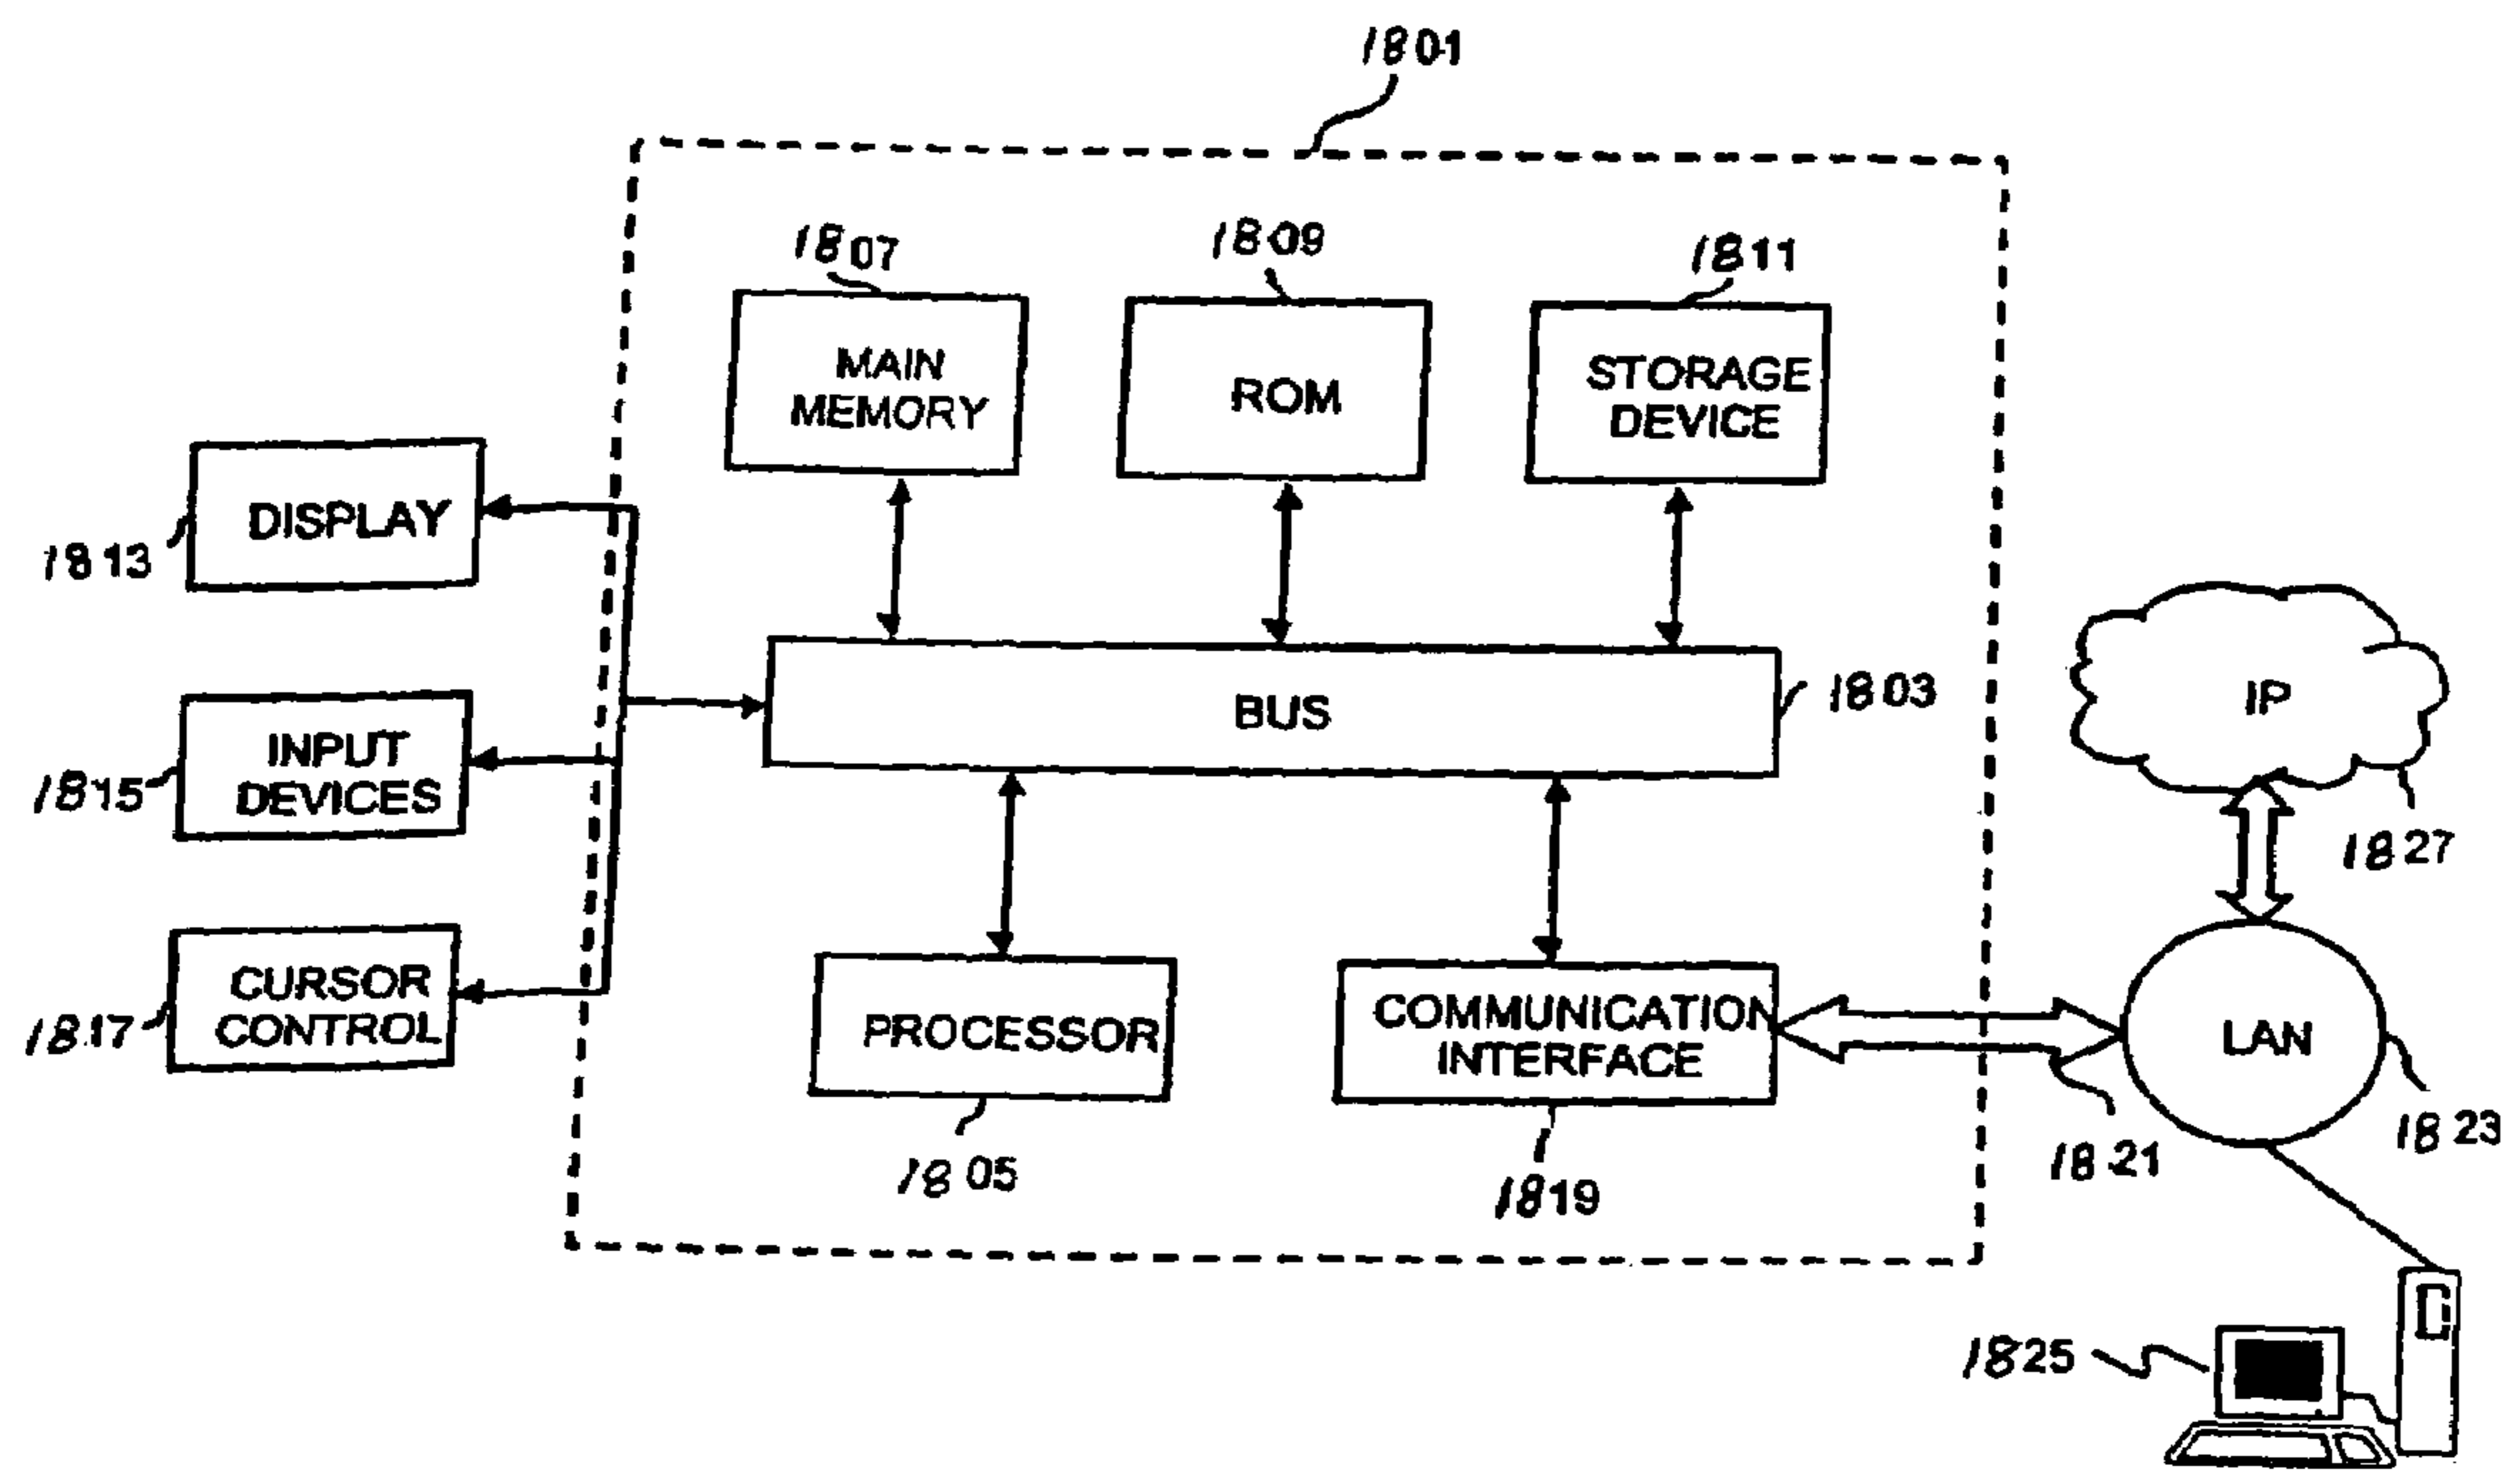 1801
1807
1809
1811
MAIN
MEMORY
ROM
STORAGE
DEVICE
DISPLAY
1813
BUS
1803
IP
INPUT
DEVICES
1815
1827
CURSOR
CONTROL
1817
PROCESSOR
COMMUNICATION
INTERFACE
LAN
1805
1819
1821
1823
1825